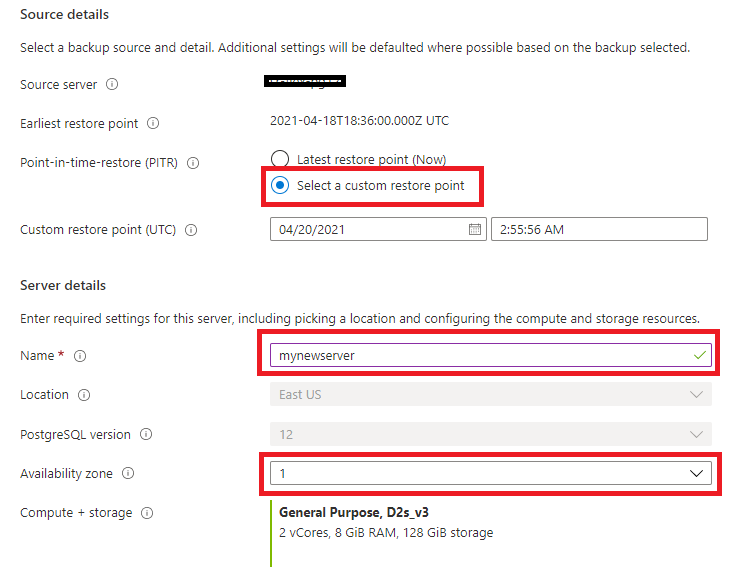 Source details
Select a backup source and detail. Additional settings will be defaulted where possible based on the backup selected.
Source server
Earliest restore point 2021-04-18T18:36:00.000Z UTC
Point-in-time-restore (PITR) Latest restore point (Now)
Select a custom restore point
Custom restore point (UTC) 04/20/2021 2:55:56 AM
Server details
Enter required settings for this server, including picking a location and configuring the compute and storage resources.
Name * mynewserver
Location East US
PostgreSQL version 12
Availability zone 1
Compute + storage General Purpose, D2s_v3
2 vCores, 8 GiB RAM, 128 GiB storage